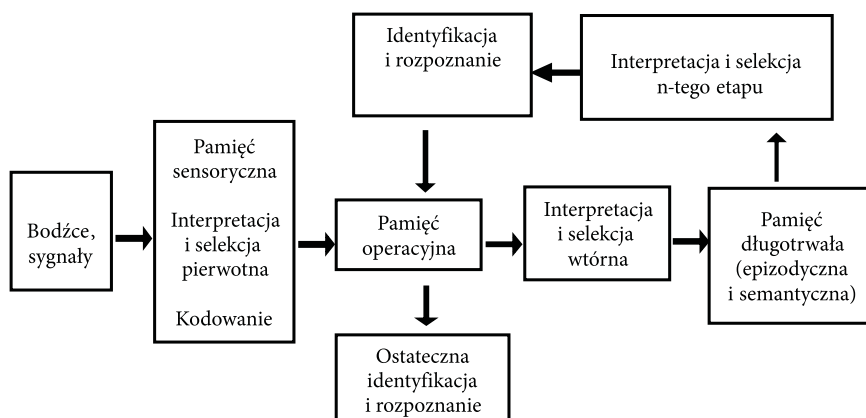 Identyfikacja
i rozpoznanie
Interpretacja i selekcja
n-tego etapu
Bodźce,
sygnały
Pamięć
sensoryczna
Interpretacja
i selekcja
pierwotna
Kodowanie
Pamięć
operacyjna
Interpretacja
i selekcja
wtórna
Pamięć
długotrwała
(epizodyczna
i semantyczna)
Ostateczna
identyfikacja
i rozpoznanie